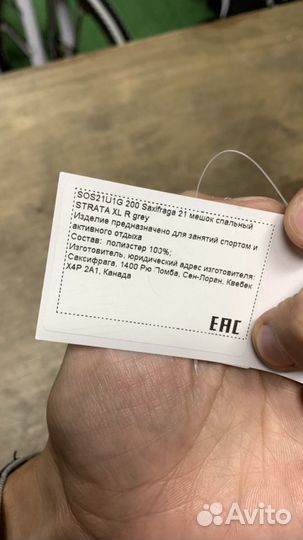 SOS21U1G 200 Saxifraga 21 мешок спальный
STRATA XL R grey
Изделие предназначено для занятий спортом и
активного отдыха
Состав: полиэстер 100%;
Изготовитель, юридический адрес изготовителя:
Саксифрага, 1400 Рю Помба, Сен-Лоран, Квебек
X4P 2A1, Канада
EAC
Avito